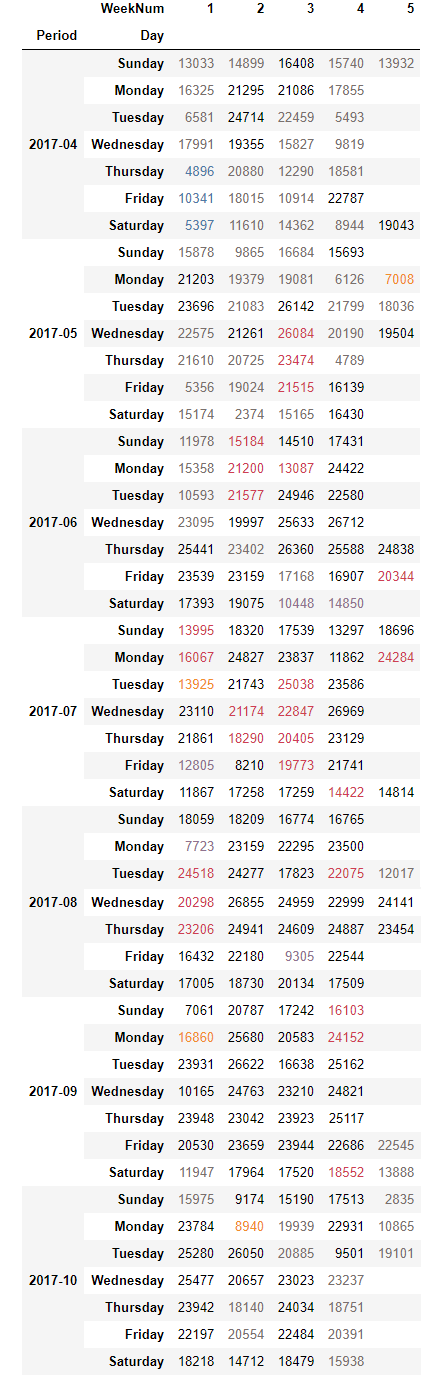 WeekNum 1 2 3 4 5
Period Day
Sunday 13033 14899 16408 15740 13932
Monday 16325 21295 21086 17855
Tuesday 6581 24714 22459 5493
2017-04 Wednesday 17991 19355 15827 9819
Thursday 4896 20880 12290 18581
Friday 10341 18015 10914 22787
Saturday 5397 11610 14362 8944 19043
Sunday 15878 9865 16684 15693
Monday 21203 19379 19081 6126 7008
Tuesday 23696 21083 26142 21799 18036
2017-05 Wednesday 22575 21261 26084 20190 19504
Thursday 21610 20725 23474 4789
Friday 5356 19024 21515 16139
Saturday 15174 2374 15165 16430
Sunday 11978 15184 14510 17431
Monday 15358 21200 13087 24422
Tuesday 10593 21577 24946 22580
2017-06 Wednesday 23095 19997 25633 26712
Thursday 25441 23402 26360 25588 24838
Friday 23539 23159 17168 16907 20344
Saturday 17393 19075 10448 14850
Sunday 13995 18320 17539 13297 18696
Monday 16067 24827 23837 11862 24284
Tuesday 13925 21743 25038 23586
2017-07 Wednesday 23110 21174 22847 26969
Thursday 21861 18290 20405 23129
Friday 12805 8210 19773 21741
Saturday 11867 17258 17259 14422 14814
Sunday 18059 18209 16774 16765
Monday 7723 23159 22295 23500
Tuesday 24518 24277 17823 22075 12017
2017-08 Wednesday 20298 26855 24959 22999 24141
Thursday 23206 24941 24609 24887 23454
Friday 16432 22180 9305 22544
Saturday 17005 18730 20134 17509
Sunday 7061 20787 17242 16103
Monday 16860 25680 20583 24152
Tuesday 23931 26622 16638 25162
2017-09 Wednesday 10165 24763 23210 24821
Thursday 23948 23042 23923 25117
Friday 20530 23659 23944 22686 22545
Saturday 11947 17964 17520 18552 13888
Sunday 15975 9174 15190 17513 2835
Monday 23784 8940 19939 22931 10865
Tuesday 25280 26050 20885 9501 19101
2017-10 Wednesday 25477 20657 23023 23237
Thursday 23942 18140 24034 18751
Friday 22197 20554 22484 20391
Saturday 18218 14712 18479 15938